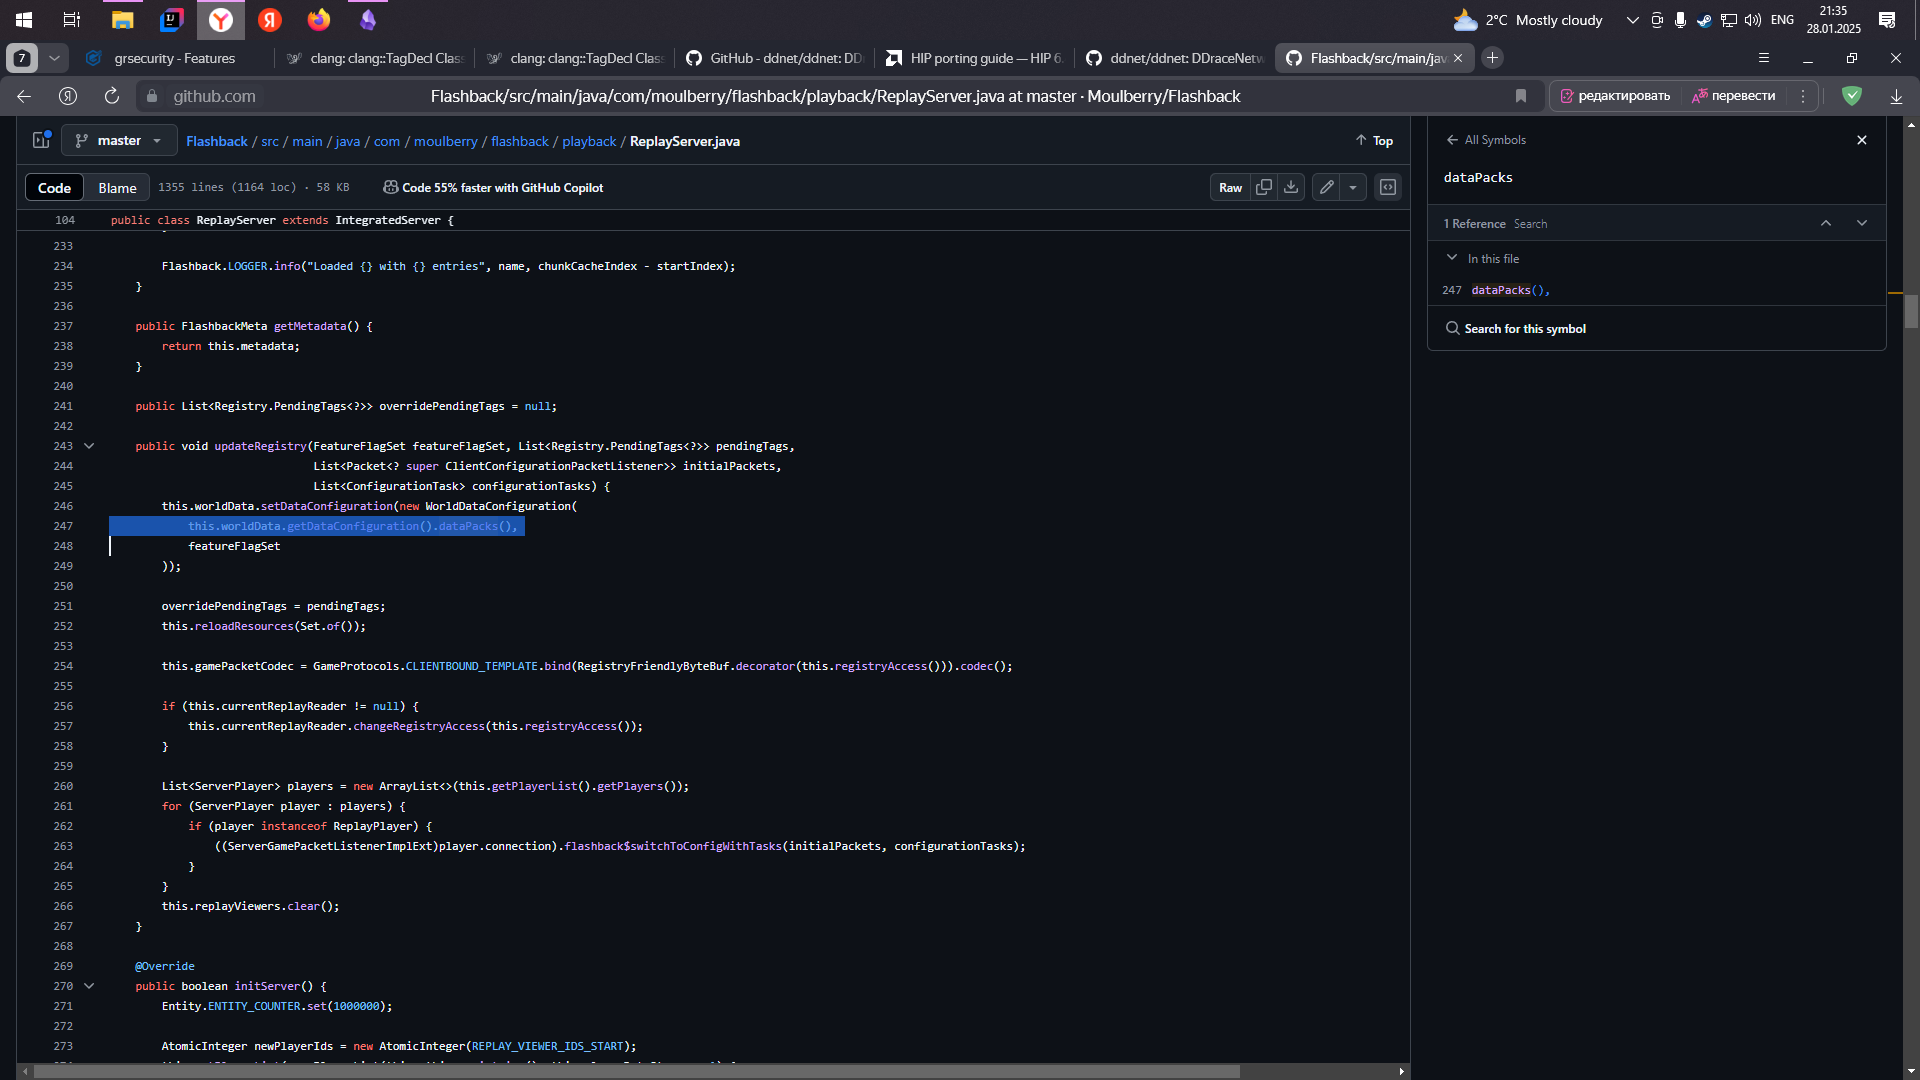 2°C Mostly cloudy
ENG
21:35
28.01.2025
7
grsecurity - Features
clang: clang::TagDecl Class
clang: clang::TagDecl Class
GitHub - ddnet/ddnet: DD
HIP porting guide — HIP 6.
ddnet/ddnet: DDraceNetw
Flashback/src/main/jav
github.com
Flashback/src/main/java/com/moulberry/flashback/playback/ReplayServer.java at master · Moulberry/Flashback
редактировать
перевести
master
Flashback / src / main / java / com / moulberry / flashback / playback / ReplayServer.java
Top
Code
Blame
1355 lines (1164 loc) · 58 KB
Code 55% faster with GitHub Copilot
Raw
104 public class ReplayServer extends IntegratedServer {
233
234 Flashback.LOGGER.info("Loaded {} with {} entries", name, chunkCacheIndex - startIndex);
235 }
236
237 public FlashbackMeta getMetadata() {
238 return this.metadata;
239 }
240
241 public List<Registry.PendingTags<?>> overridePendingTags = null;
242
243 public void updateRegistry(FeatureFlagSet featureFlagSet, List<Registry.PendingTags<?>> pendingTags,
244 List<Packet<? super ClientConfigurationPacketListener>> initialPackets,
245 List<ConfigurationTask> configurationTasks) {
246 this.worldData.setDataConfiguration(new WorldDataConfiguration(
247 this.worldData.getDataConfiguration().dataPacks(),
248 featureFlagSet
249 ));
250
251 overridePendingTags = pendingTags;
252 this.reloadResources(Set.of());
253
254 this.gamePacketCodec = GameProtocols.CLIENTBOUND_TEMPLATE.bind(RegistryFriendlyByteBuf.decorator(this.registryAccess())).codec();
255
256 if (this.currentReplayReader != null) {
257 this.currentReplayReader.changeRegistryAccess(this.registryAccess());
258 }
259
260 List<ServerPlayer> players = new ArrayList<>(this.getPlayerList().getPlayers());
261 for (ServerPlayer player : players) {
262 if (player instanceof ReplayPlayer) {
263 ((ServerGamePacketListenerImplExt)player.connection).flashback$switchToConfigWithTasks(initialPackets, configurationTasks);
264 }
265 }
266 this.replayViewers.clear();
267 }
268
269 @Override
270 public boolean initServer() {
271 Entity.ENTITY_COUNTER.set(1000000);
272
273 AtomicInteger newPlayerIds = new AtomicInteger(REPLAY_VIEWER_IDS_START);
All Symbols
dataPacks
1 Reference Search
In this file
247 dataPacks(),
Search for this symbol